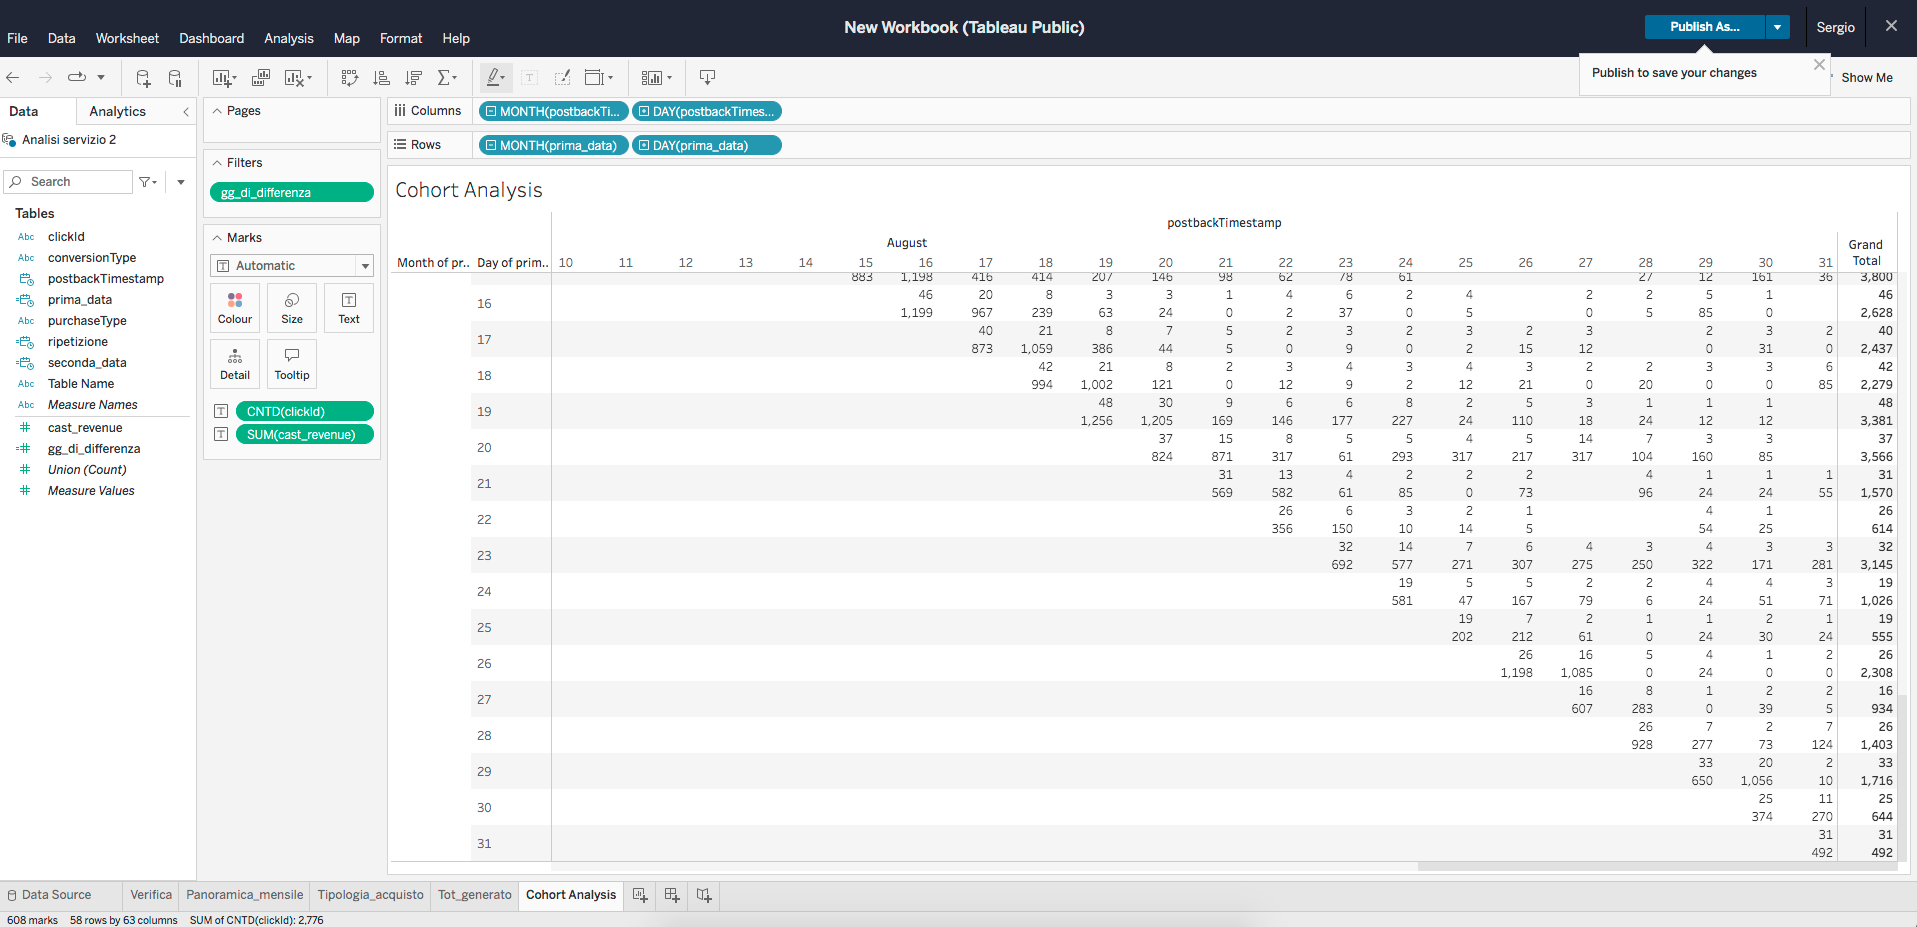 New Workbook (Tableau Public)
Publish As...
Sergio
File Data Worksheet Dashboard Analysis Map Format Help
Publish to save your changes
Show Me
Data Analytics
Pages
Columns MONTH(postbackTi... DAY(postbackTimes...
Analisi servizio 2
Rows MONTH(prima_data) DAY(prima_data)
Filters
gg_di_differenza
Search
Tables
Abc clickId
Abc conversionType
postbackTimestamp
prima_data
Abc purchaseType
ripetizione
seconda_data
Abc Table Name
Abc Measure Names
cast_revenue
gg_di_differenza
Union (Count)
Measure Values
Marks
Automatic
Colour Size Text
Detail Tooltip
CNTD(clickId)
SUM(cast_revenue)
Cohort Analysis
postbackTimestamp
August
Grand
Total
Month of pr.. Day of prim.. 10 11 12 13 14 15 16 17 18 19 20 21 22 23 24 25 26 27 28 29 30 31
883 1,198 416 414 207 146 98 62 78 61 27 12 161 36 3,800
16
46 20 8 3 3 1 4 6 2 4 2 2 5 1 46
1,199 967 239 63 24 0 2 37 0 5 0 5 85 0 2,628
17
40 21 8 7 5 2 3 2 3 2 3 2 3 2 40
873 1,059 386 44 5 0 9 0 2 15 12 0 31 0 2,437
18
42 21 8 2 3 4 3 4 3 2 2 3 3 6 42
994 1,002 121 0 12 9 2 12 21 0 20 0 0 85 2,279
19
48 30 9 6 6 8 2 5 3 1 1 1 48
1,256 1,205 169 146 177 227 24 110 18 24 12 12 3,381
20
37 15 8 5 5 4 5 14 7 3 3 37
824 871 317 61 293 317 217 317 104 160 85 3,566
21
31 13 4 2 2 2 4 1 1 1 31
569 582 61 85 0 73 96 24 24 55 1,570
22
26 6 3 2 1 4 1 26
356 150 10 14 5 54 25 614
23
32 14 7 6 4 3 4 3 3 32
692 577 271 307 275 250 322 171 281 3,145
24
19 5 5 2 2 4 4 3 19
581 47 167 79 6 24 51 71 1,026
25
19 7 2 1 1 2 1 19
202 212 61 0 24 30 24 555
26
26 16 5 4 1 2 26
1,198 1,085 0 24 0 0 2,308
27
16 8 1 2 2 16
607 283 0 39 5 934
28
26 7 2 7 26
928 277 73 124 1,403
29
33 20 2 33
650 1,056 10 1,716
30
25 11 25
374 270 644
31
31 31
492 492
Data Source Verifica Panoramica_mensile Tipologia_acquisto Tot_generato Cohort Analysis
608 marks 58 rows by 63 columns SUM of CNTD(clickId): 2,776